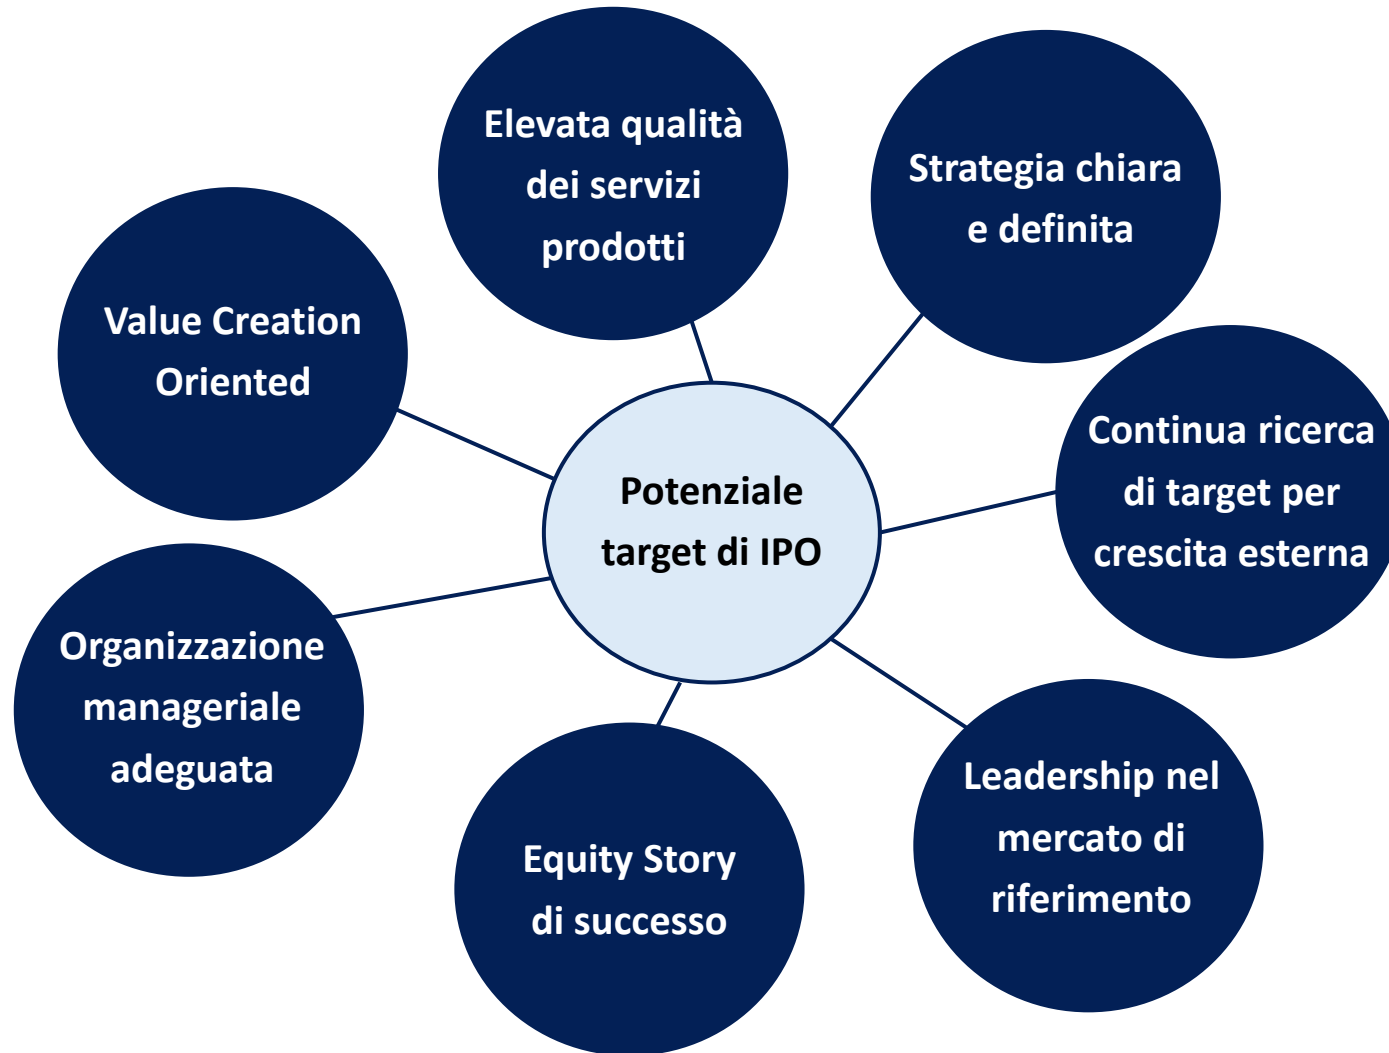 Elevata qualità
dei servizi
prodotti
Strategia chiara
e definita
Value Creation
Oriented
Continua ricerca
di target per
crescita esterna
Potenziale
target di IPO
Organizzazione
manageriale
adeguata
Leadership nel
mercato di
riferimento
Equity Story
di successo